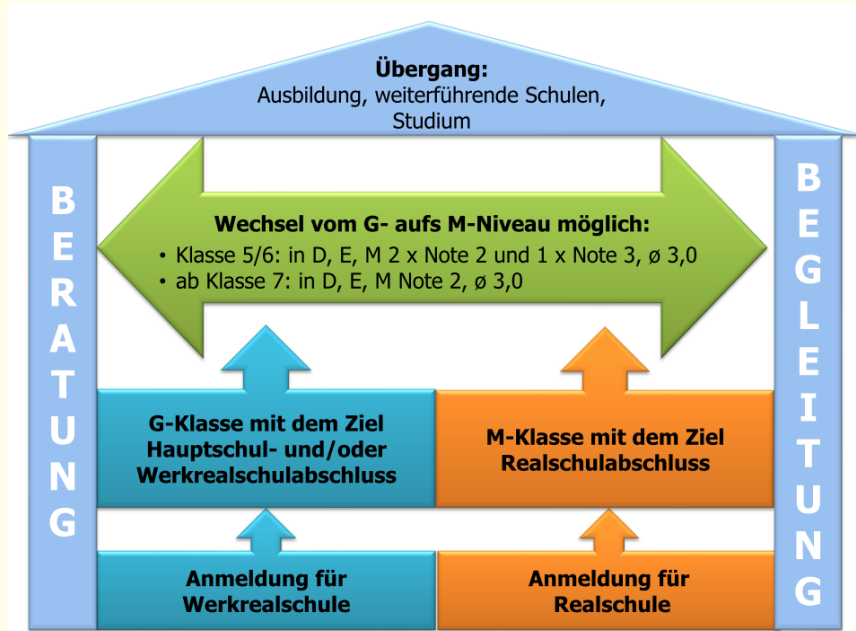 Übergang:
Ausbildung, weiterführende Schulen,
Studium
BERATUNG
Wechsel vom G- aufs M-Niveau möglich:
• Klasse 5/6: in D, E, M 2 x Note 2 und 1 x Note 3, ø 3,0
• ab Klasse 7: in D, E, M Note 2, ø 3,0
G-Klasse mit dem Ziel
Hauptschul- und/oder
Werkrealschulabschluss
M-Klasse mit dem Ziel
Realschulabschluss
Anmeldung für
Werkrealschule
Anmeldung für
Realschule
BEGLEITUNG